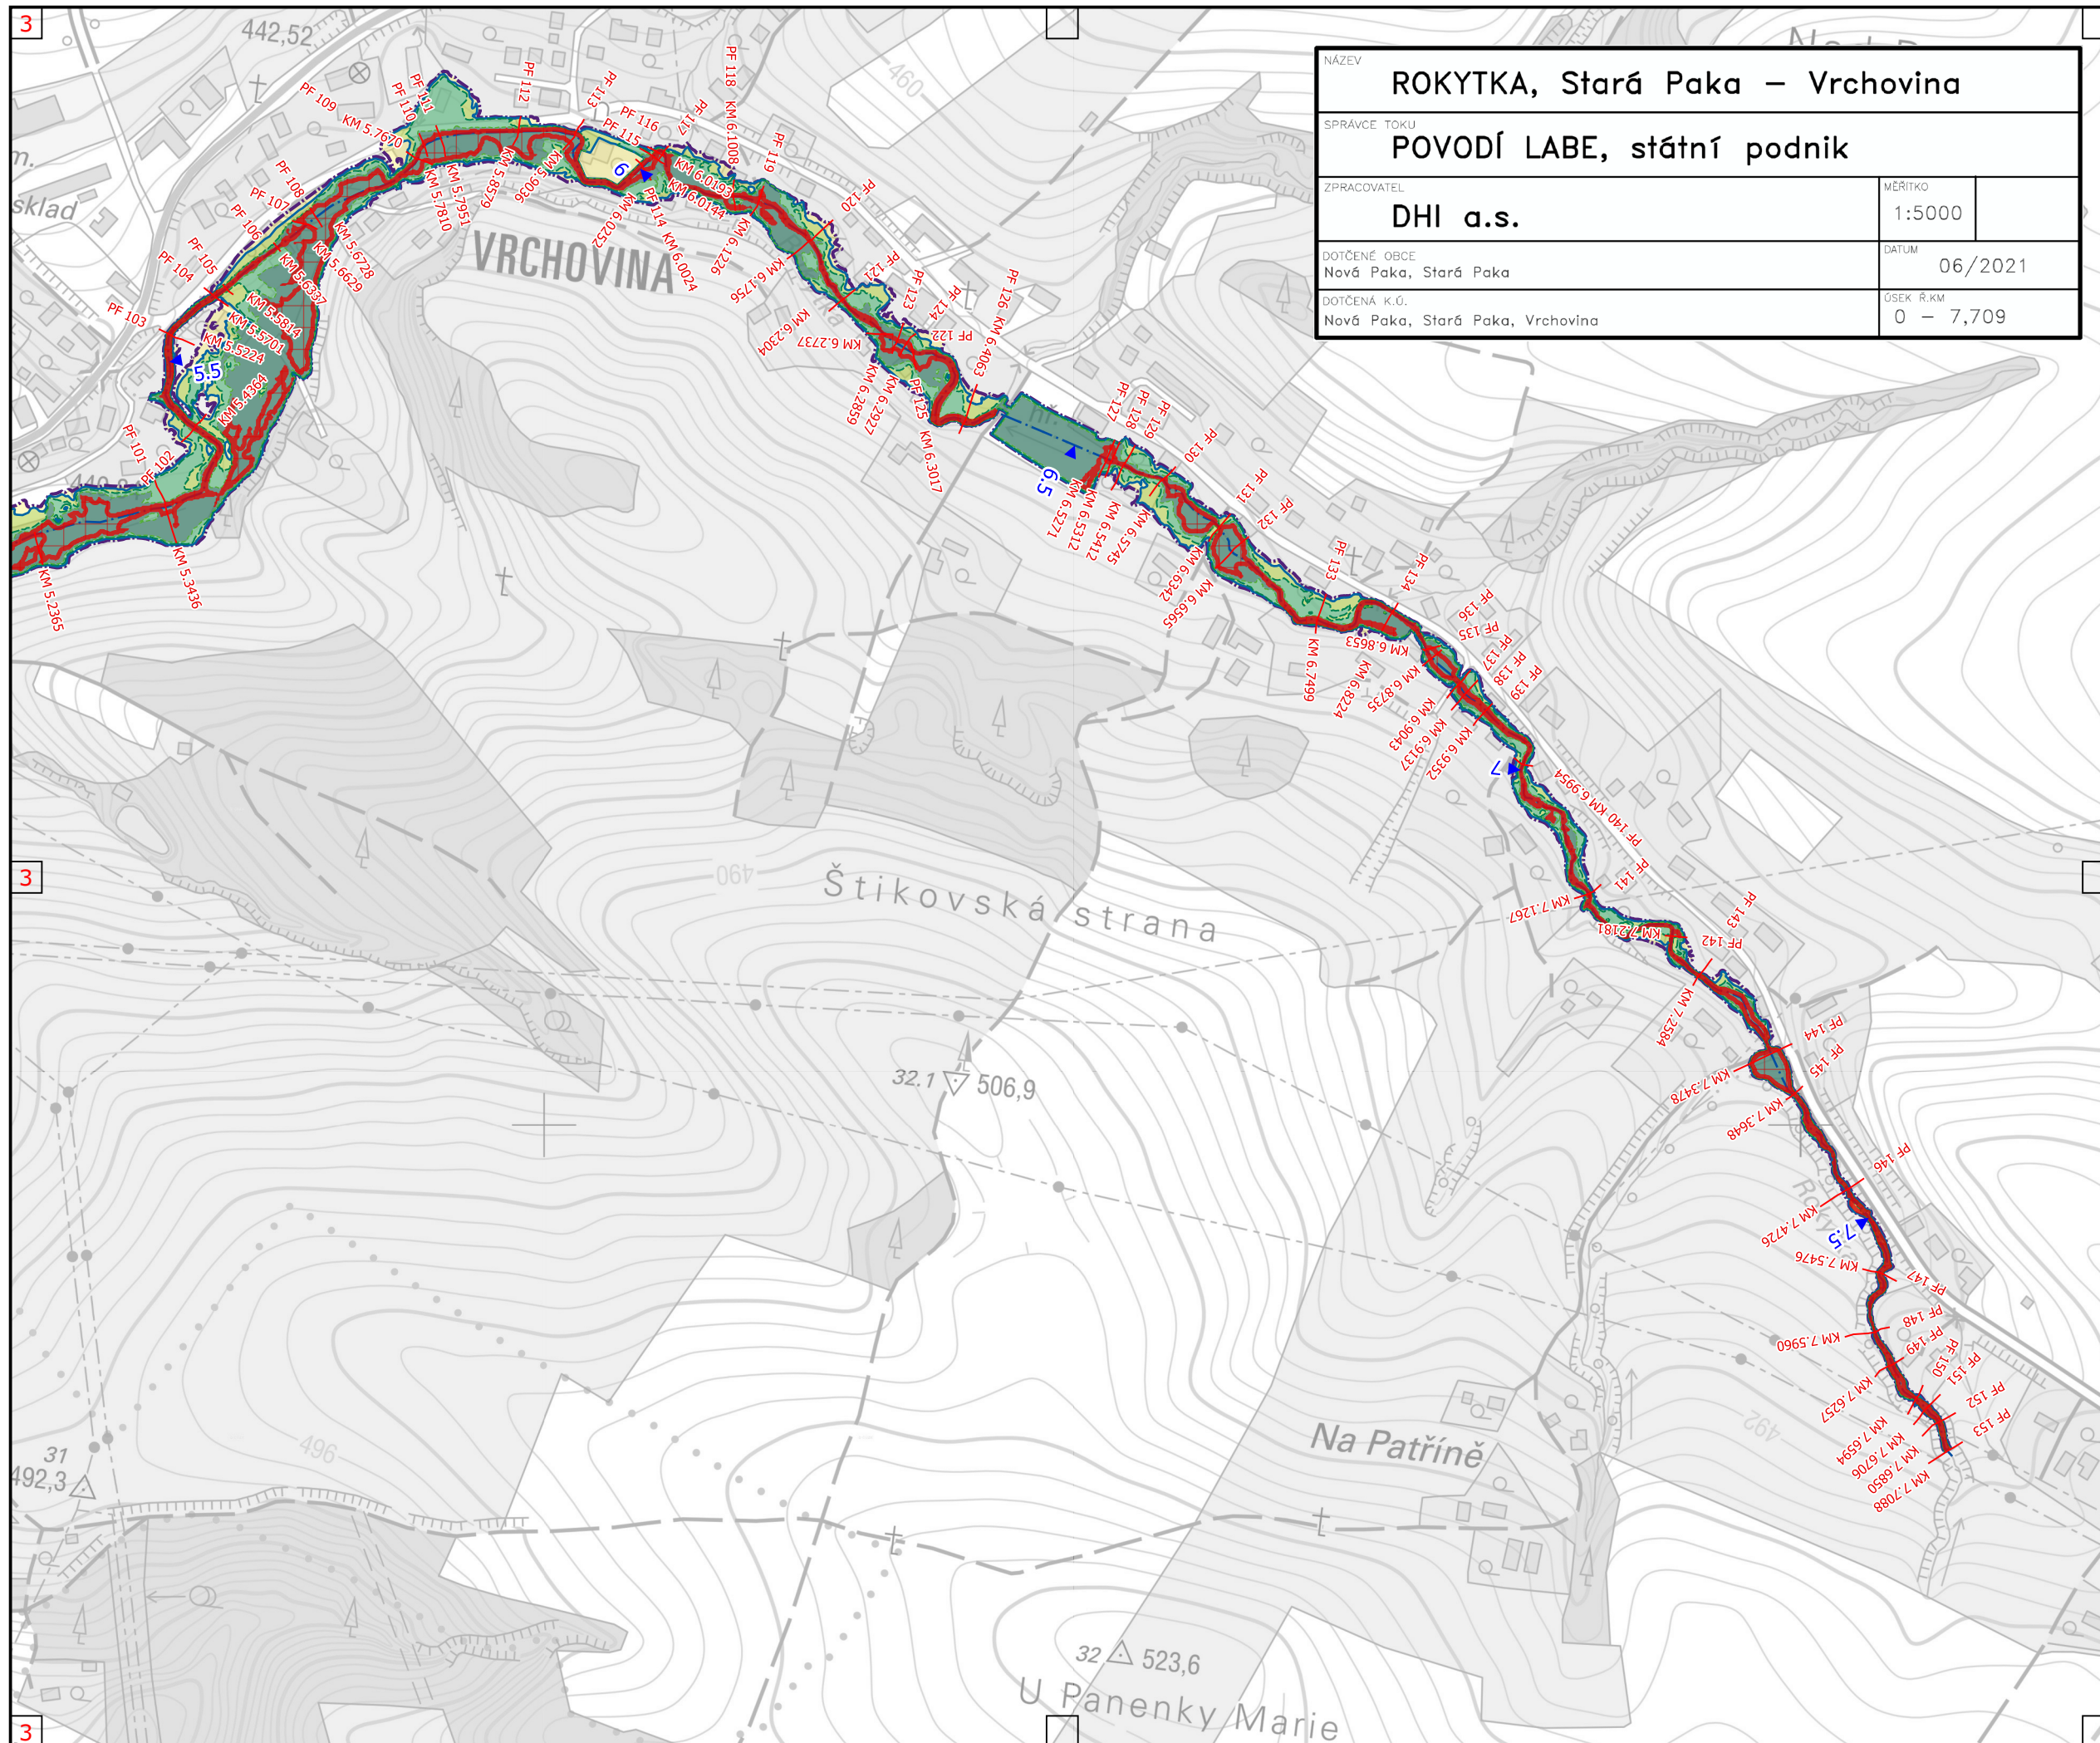 3
442,52
460
NÁZEV
ROKYTKA, Stará Paka – Vrchovina
SPRÁVCE TOKU
POVODÍ LABE, státní podnik
ZPRACOVATEL
DHI a.s.
MĚŘÍTKO
1:5000
DOTČENÉ OBCE
Nová Paka, Stará Paka
DATUM
06/2021
DOTČENÁ K.Ú.
Nová Paka, Stará Paka, Vrchovina
ÚSEK Ř.KM
0 – 7,709
sklad
VRCHOVINA
PF 101
PF 102
PF 103
PF 104
PF 105
PF 106
PF 107
PF 108
PF 109
PF 110
PF 111
PF 112
PF 113
PF 114
PF 115
PF 116
PF 117
PF 118
PF 119
PF 120
PF 121
PF 122
PF 123
PF 124
PF 125
PF 126
PF 127
PF 128
PF 129
PF 130
PF 131
PF 132
PF 133
PF 134
PF 135
PF 136
PF 137
PF 138
PF 139
PF 140
PF 141
PF 142
PF 143
PF 144
PF 145
PF 146
PF 147
PF 148
PF 149
PF 150
PF 151
PF 152
PF 153
KM 5.2365
KM 5.3436
KM 5.4364
KM 5.5224
KM 5.5701
KM 5.5814
KM 5.6337
KM 5.6629
KM 5.6728
KM 5.7670
KM 5.7810
KM 5.7951
KM 5.8579
KM 5.9036
KM 6.0024
KM 6.0144
KM 6.0193
KM 6.0252
KM 6.1008
KM 6.1226
KM 6.1756
KM 6.2304
KM 6.2737
KM 6.2859
KM 6.2927
KM 6.3017
KM 6.4063
KM 6.5271
KM 6.5312
KM 6.5412
KM 6.5745
KM 6.6342
KM 6.6565
KM 6.7499
KM 6.8224
KM 6.8653
KM 6.8735
KM 6.9043
KM 6.9137
KM 6.9352
KM 6.9954
KM 7.1267
KM 7.2181
KM 7.2584
KM 7.3478
KM 7.3648
KM 7.4726
KM 7.5476
KM 7.5960
KM 7.6257
KM 7.6594
KM 7.6706
KM 7.6850
KM 7.7088
5.5
6
6.5
7
7.5
3
490
Štikovská strana
32.1 506,9
496
31
492,3
Na Patříně
492
32 523,6
U Panenky Marie
3